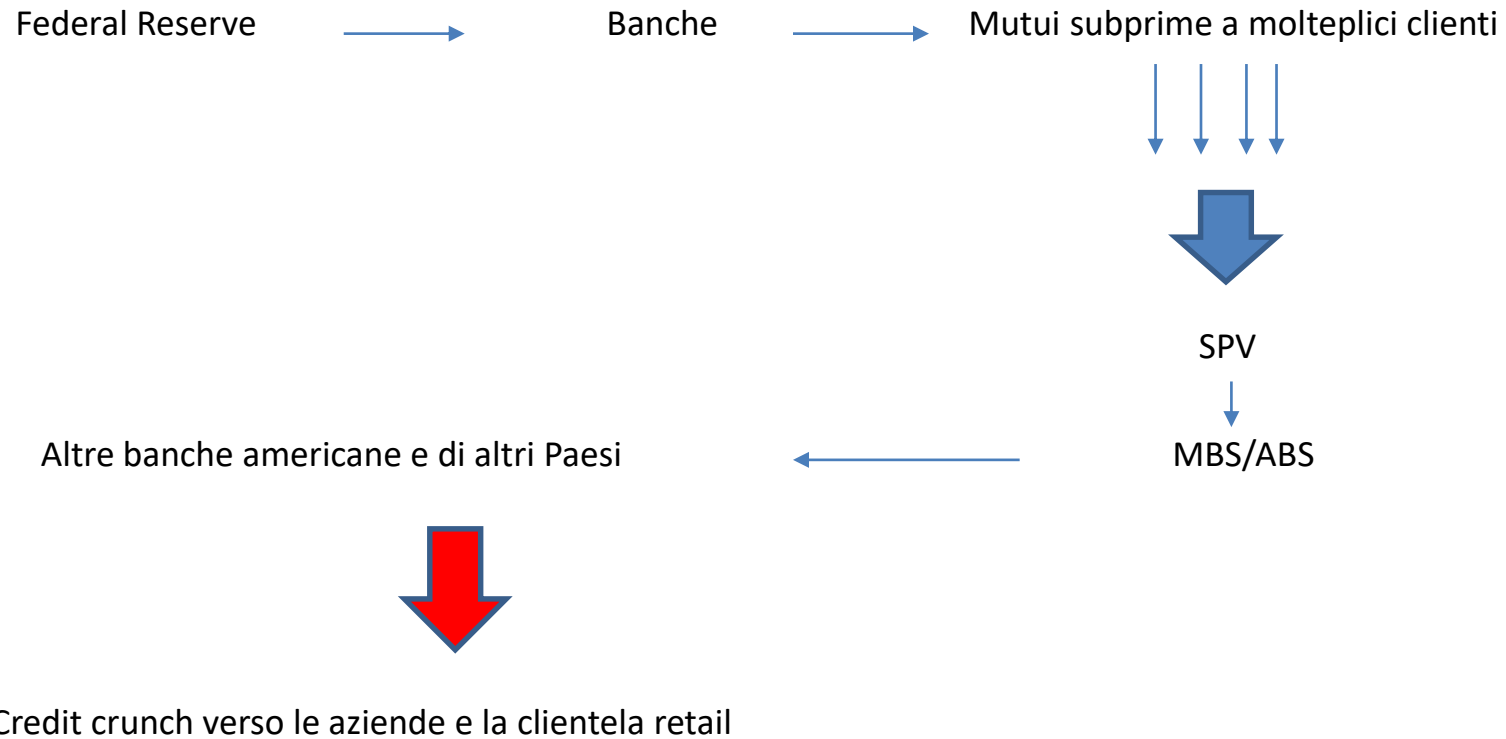 Federal Reserve
Banche
Mutui subprime a molteplici clienti
SPV
MBS/ABS
Altre banche americane e di altri Paesi
Credit crunch verso le aziende e la clientela retail